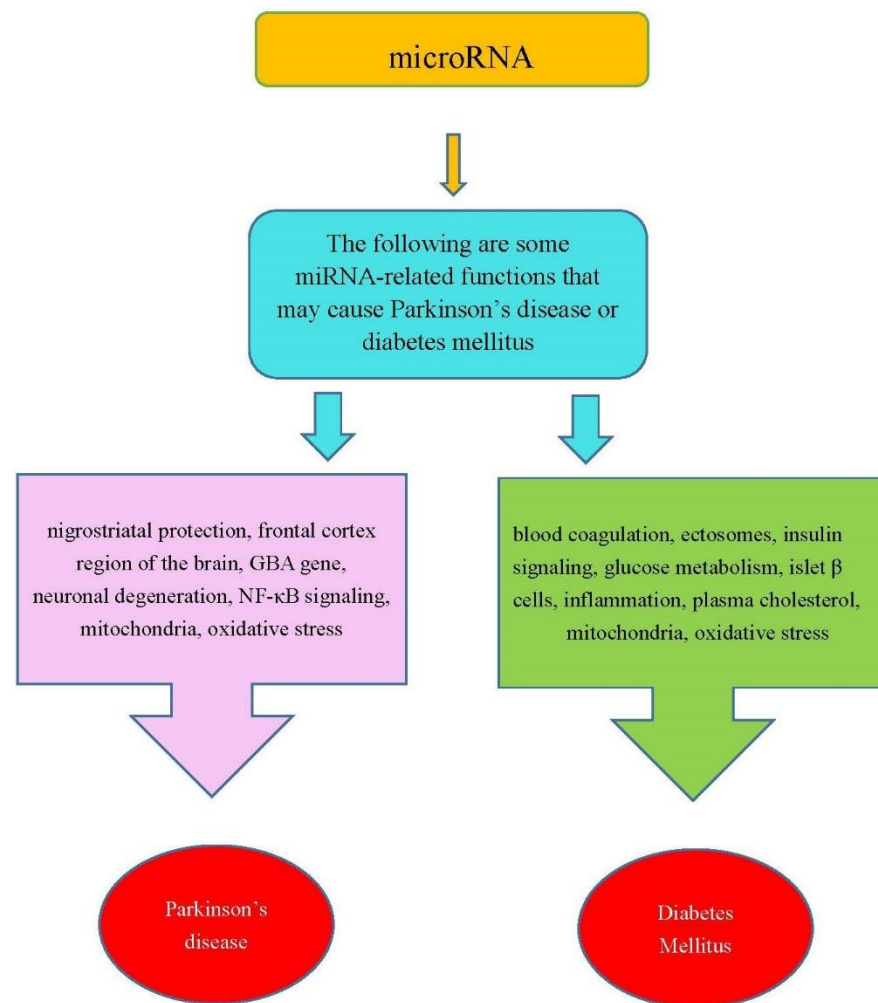 microRNA
The following are some
miRNA-related functions that
may cause Parkinson’s disease or
diabetes mellitus
nigrostriatal protection, frontal cortex
region of the brain, GBA gene,
neuronal degeneration, NF-κB signaling,
mitochondria, oxidative stress
blood coagulation, ectosomes, insulin
signaling, glucose metabolism, islet β
cells, inflammation, plasma cholesterol,
mitochondria, oxidative stress
Parkinson’s
disease
Diabetes
Mellitus